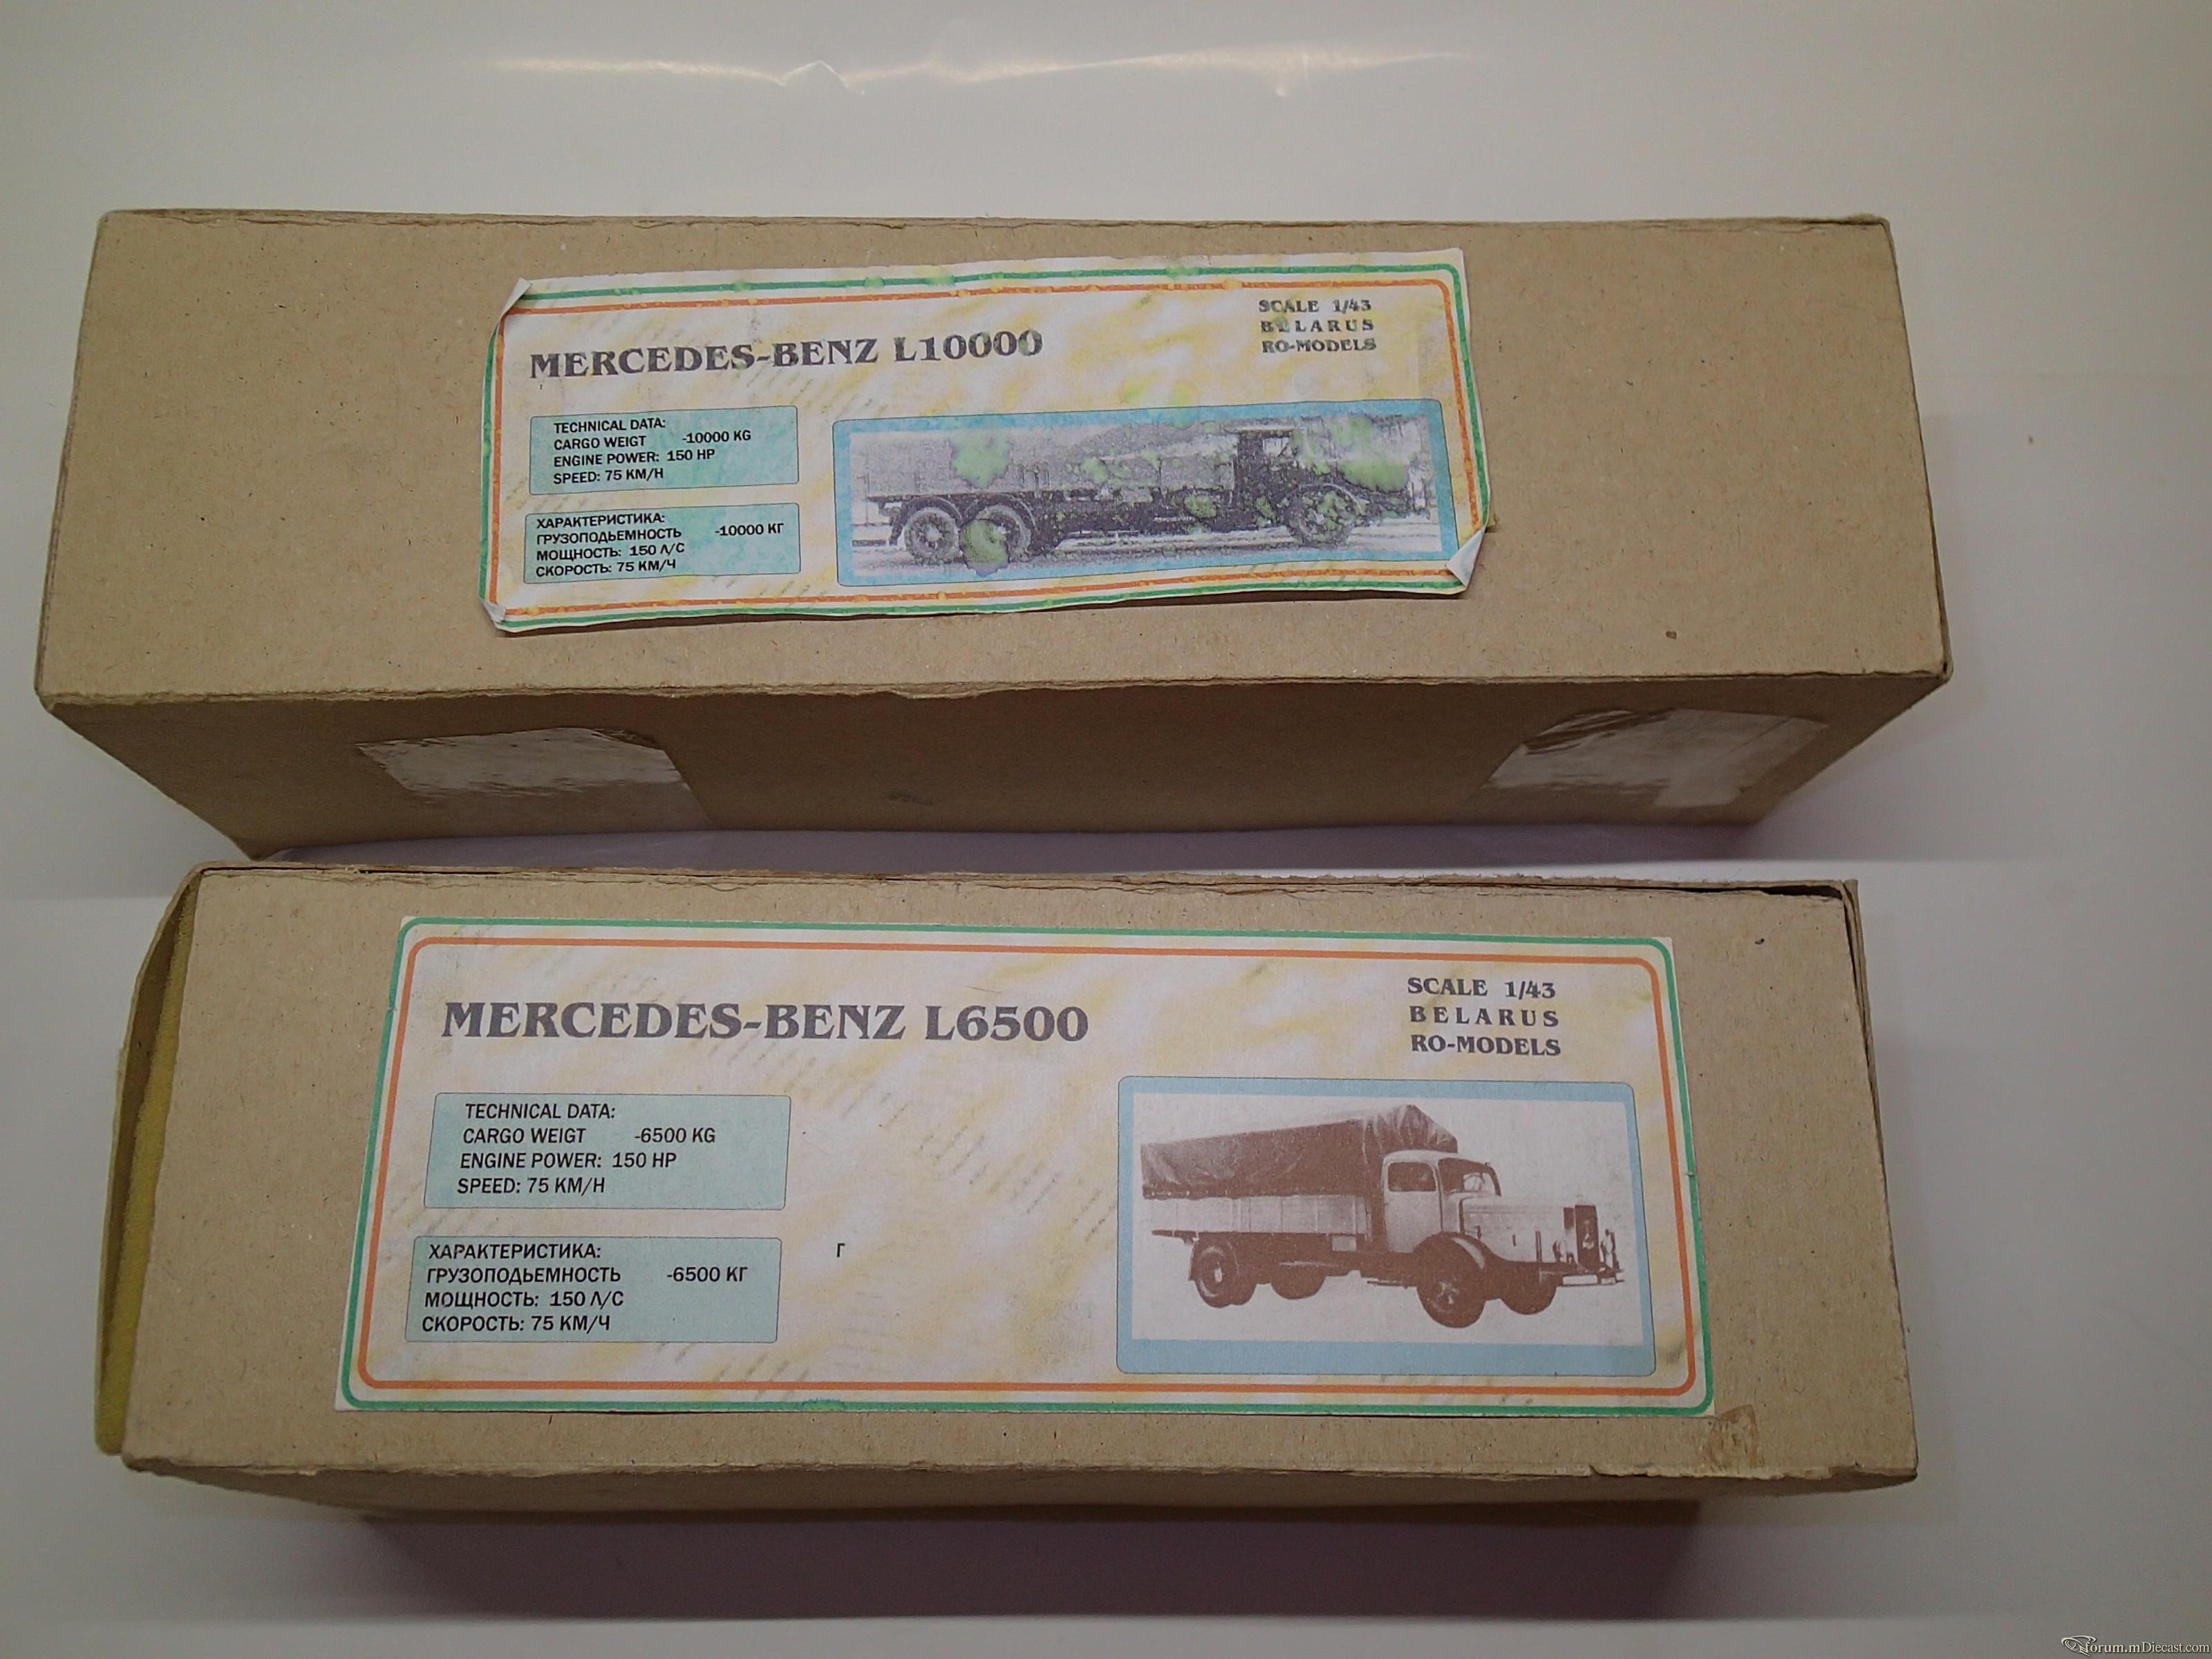 MERCEDES-BENZ L10000
SCALE 1/43
BELARUS
RO-MODELS
TECHNICAL DATA:
CARGO WEIGT -10000 KG
ENGINE POWER: 150 HP
SPEED: 75 KM/H
ХАРАКТЕРИСТИКА:
ГРУЗОПОДЬЕМНОСТЬ -10000 КГ
МОЩНОСТЬ: 150 Л/С
СКОРОСТЬ: 75 КМ/Ч
MERCEDES-BENZ L6500
SCALE 1/43
BELARUS
RO-MODELS
TECHNICAL DATA:
CARGO WEIGT -6500 KG
ENGINE POWER: 150 HP
SPEED: 75 KM/H
ХАРАКТЕРИСТИКА: Г
ГРУЗОПОДЬЕМНОСТЬ -6500 КГ
МОЩНОСТЬ: 150 Л/С
СКОРОСТЬ: 75 КМ/Ч
forum.mDiecast.com